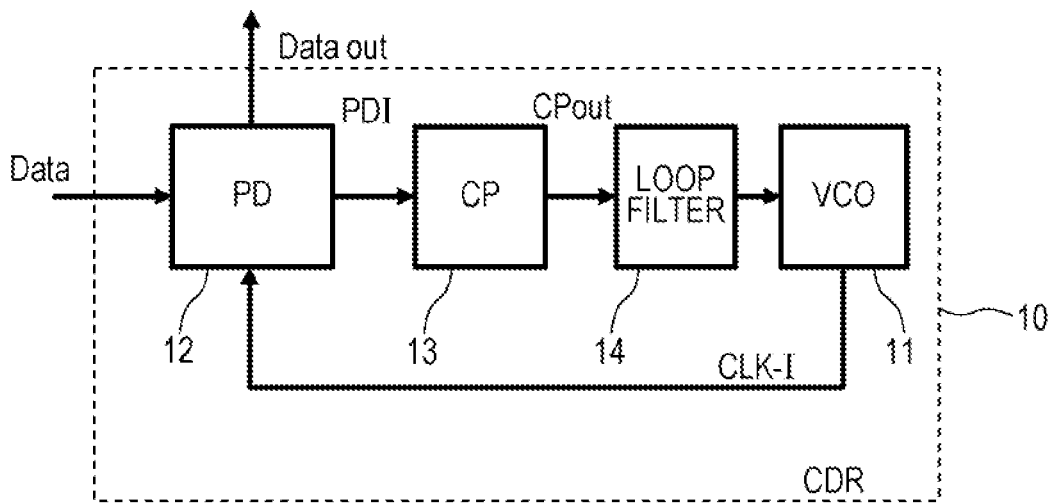 Data out
PDI
CPout
Data
PD
CP
LOOP
FILTER
VCO
12
13
14
11
10
CLK-I
CDR